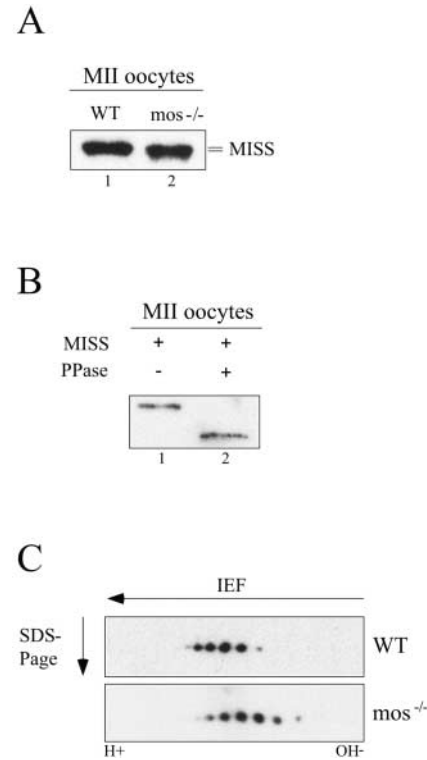 A
MII oocytes
WT mos -/-
= MISS
1 2
B
MII oocytes
MISS + +
PPase - +
1 2
C
IEF
SDS-
Page
WT
mos -/-
H+ OH-